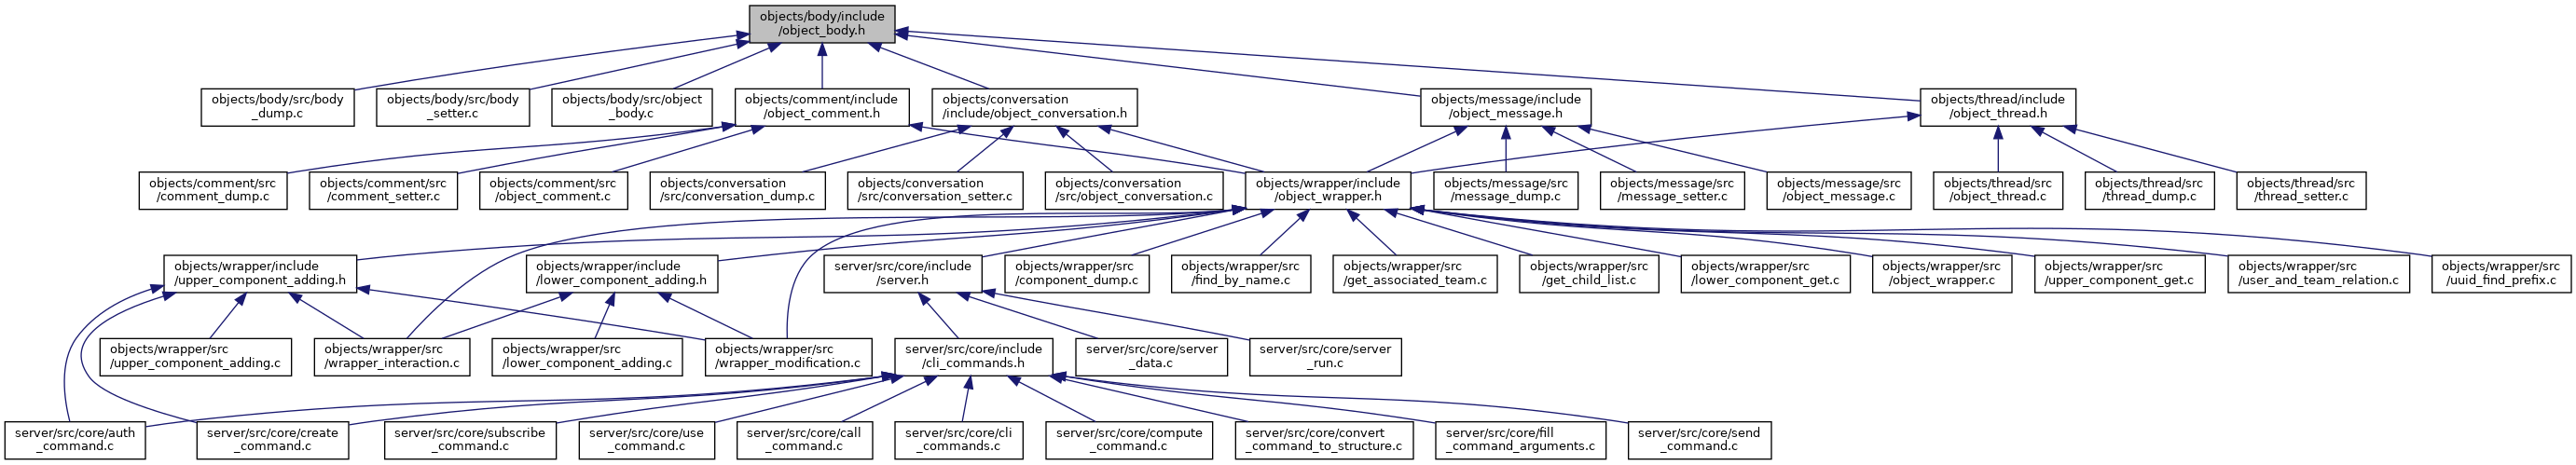 objects/body/include
/object_body.h
objects/body/src/body
_dump.c
objects/body/src/body
_setter.c
objects/body/src/object
_body.c
objects/comment/include
/object_comment.h
objects/conversation
/include/object_conversation.h
objects/message/include
/object_message.h
objects/thread/include
/object_thread.h
objects/comment/src
/comment_dump.c
objects/comment/src
/comment_setter.c
objects/comment/src
/object_comment.c
objects/conversation
/src/conversation_dump.c
objects/conversation
/src/conversation_setter.c
objects/conversation
/src/object_conversation.c
objects/wrapper/include
/object_wrapper.h
objects/message/src
/message_dump.c
objects/message/src
/message_setter.c
objects/message/src
/object_message.c
objects/thread/src
/object_thread.c
objects/thread/src
/thread_dump.c
objects/thread/src
/thread_setter.c
objects/wrapper/include
/upper_component_adding.h
objects/wrapper/include
/lower_component_adding.h
server/src/core/include
/server.h
objects/wrapper/src
/component_dump.c
objects/wrapper/src
/find_by_name.c
objects/wrapper/src
/get_associated_team.c
objects/wrapper/src
/get_child_list.c
objects/wrapper/src
/lower_component_get.c
objects/wrapper/src
/object_wrapper.c
objects/wrapper/src
/upper_component_get.c
objects/wrapper/src
/user_and_team_relation.c
objects/wrapper/src
/uuid_find_prefix.c
objects/wrapper/src
/upper_component_adding.c
objects/wrapper/src
/wrapper_interaction.c
objects/wrapper/src
/lower_component_adding.c
objects/wrapper/src
/wrapper_modification.c
server/src/core/include
/cli_commands.h
server/src/core/server
_data.c
server/src/core/server
_run.c
server/src/core/auth
_command.c
server/src/core/create
_command.c
server/src/core/subscribe
_command.c
server/src/core/use
_command.c
server/src/core/call
_command.c
server/src/core/cli
_commands.c
server/src/core/compute
_command.c
server/src/core/convert
_command_to_structure.c
server/src/core/fill
_command_arguments.c
server/src/core/send
_command.c